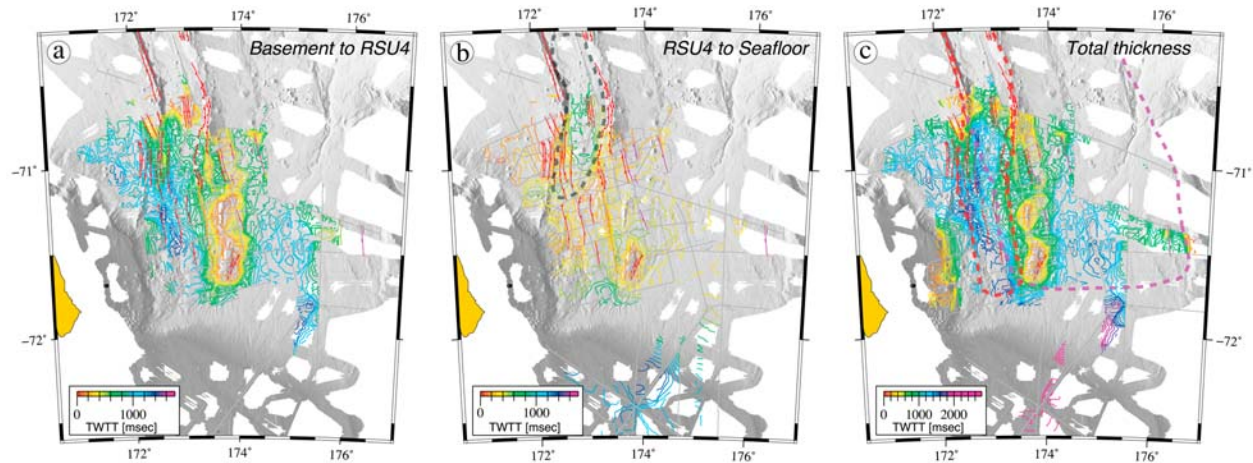 172° 174° 176° 172° 174° 176° 172° 174° 176°
a Basement to RSU4 b RSU4 to Seafloor c Total thickness
-71° -71°
-72° -72°
0 1000 0 1000 0 1000 2000
TWTT [msec] TWTT [msec] TWTT [msec]
172° 174° 176° 172° 174° 176° 172° 174° 176°